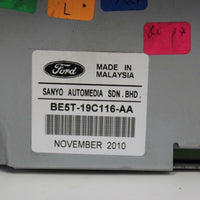 L
Ford
MADE IN
MALAYSIA
SANYO AUTOMEDIA SDN. BHD.
BE5T-19C116-AA
NOVEMBER 2010